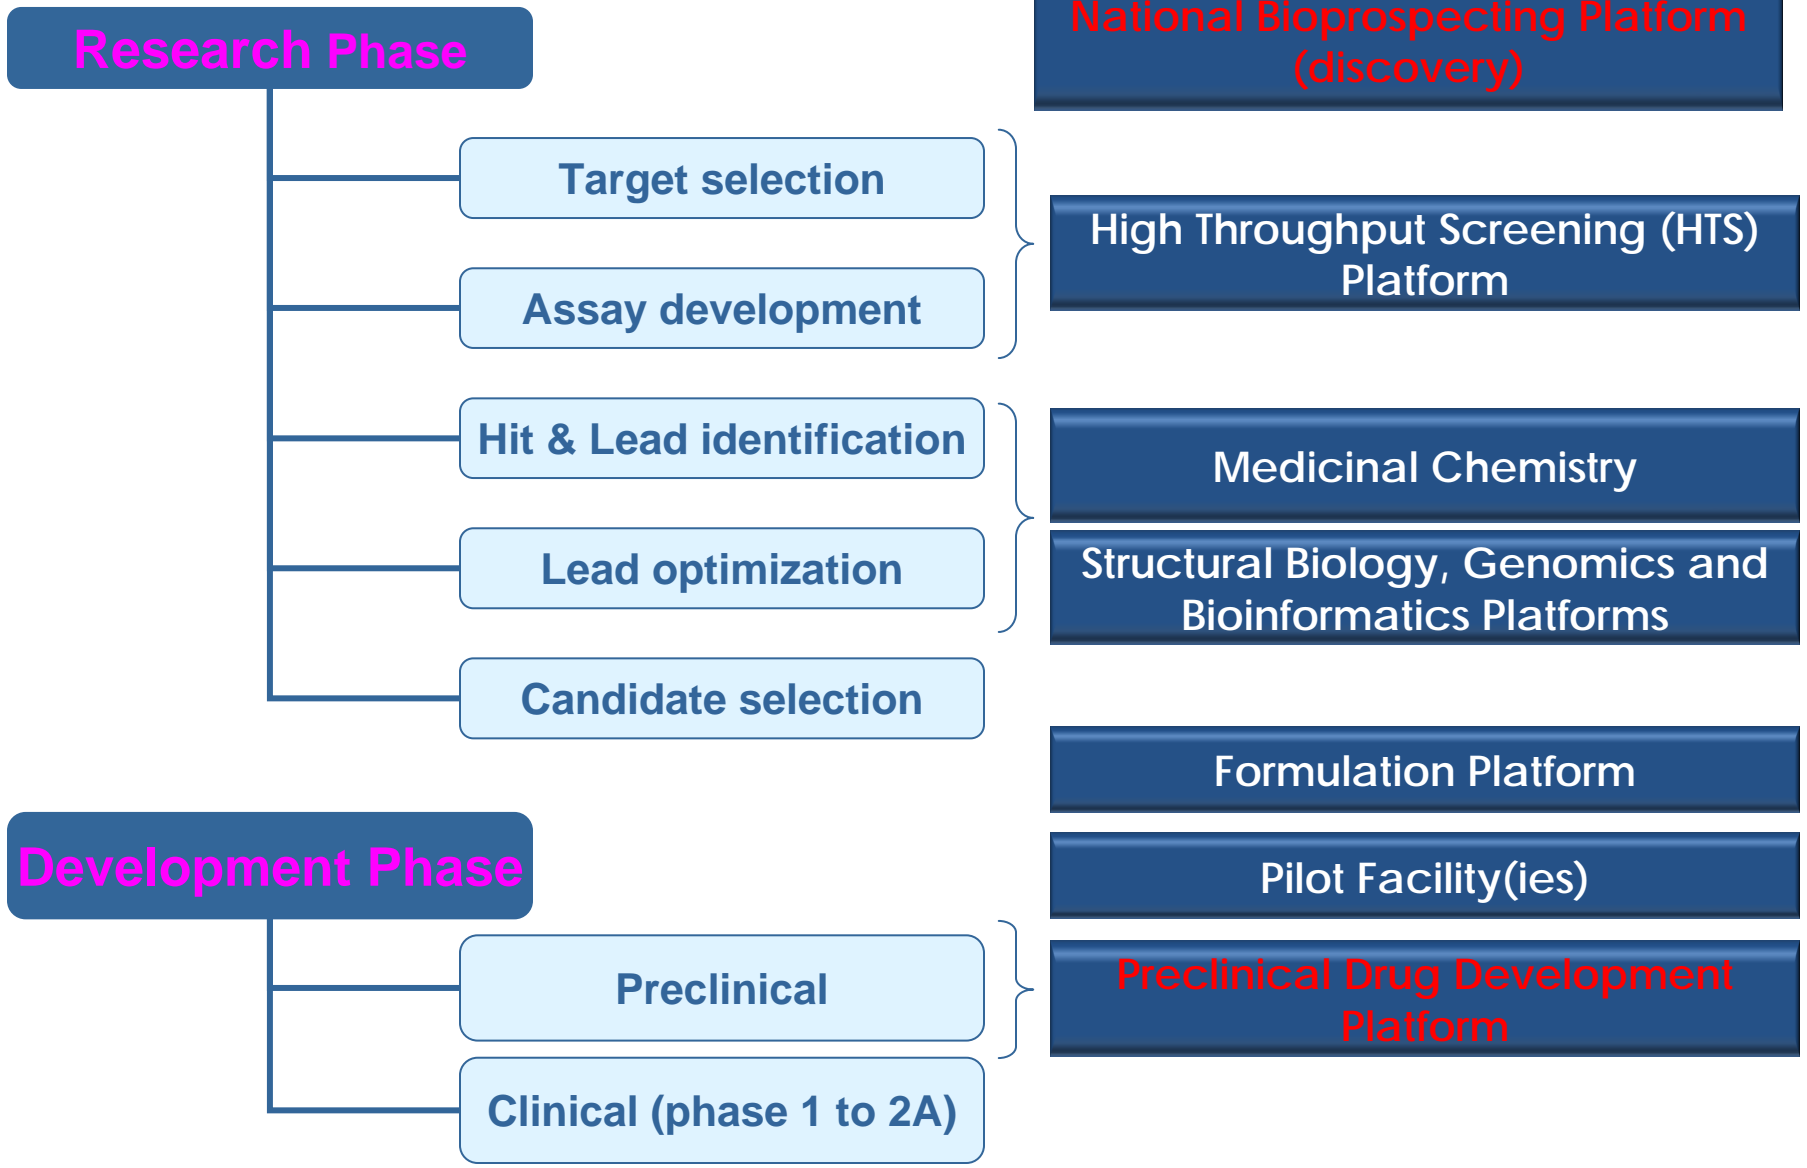 Research Phase
National Bioprospecting Platform
(discovery)
Target selection
Assay development
High Throughput Screening (HTS)
Platform
Hit & Lead identification
Lead optimization
Medicinal Chemistry
Structural Biology, Genomics and
Bioinformatics Platforms
Candidate selection
Formulation Platform
Development Phase
Pilot Facility(ies)
Preclinical
Preclinical Drug Development
Platform
Clinical (phase 1 to 2A)